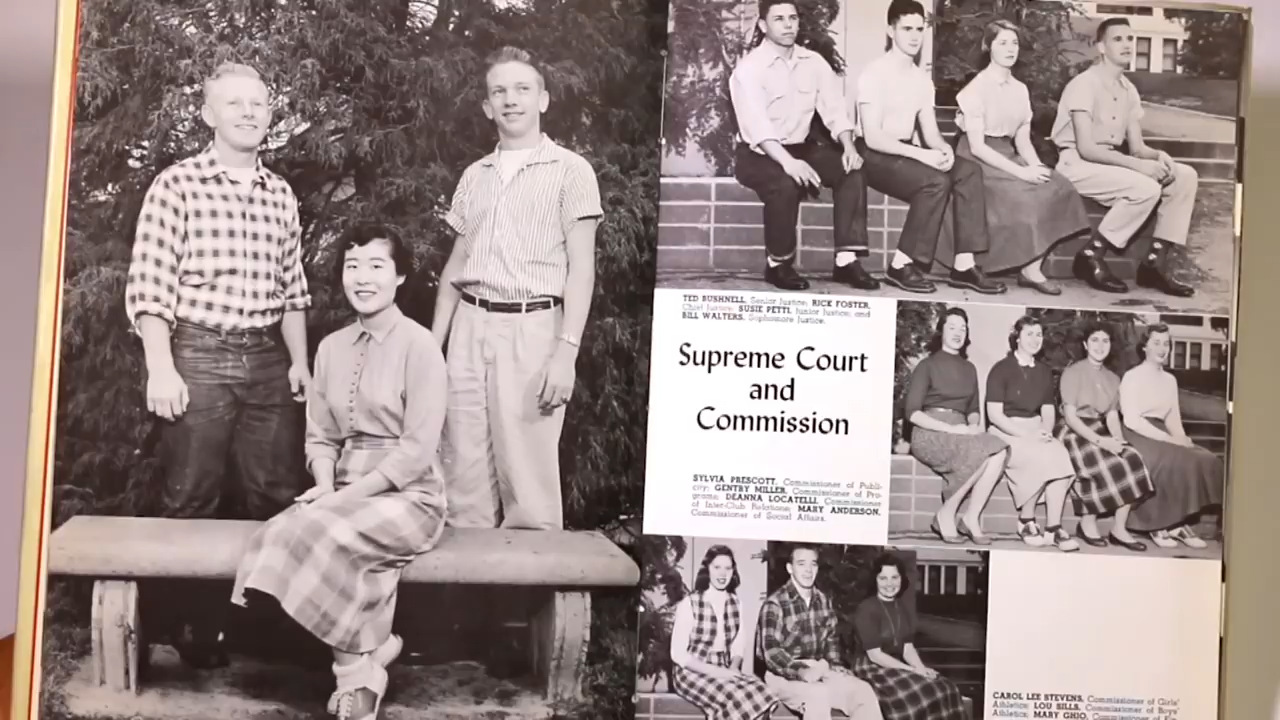 TED BUSHNELL, Senior Justice; RICK FOSTER,
Chief Justice; SUSIE PETTI, Junior Justice; and
BILL WALTERS, Sophomore Justice.
Supreme Court
and
Commission
SYLVIA PRESCOTT, Commissioner of Publi-
city; GENTRY MILLER, Commissioner of Pro-
grams; DEANNA LOCATELLI, Commissioner
of Inter-Club Relations; MARY ANDERSON,
Commissioner of Social Affairs.
CAROL LEE STEVENS, Commissioner of Girls'
Athletics; LOU SILLS, Commissioner of Boys'
Athletics; MARY GHIO, Commissioner of